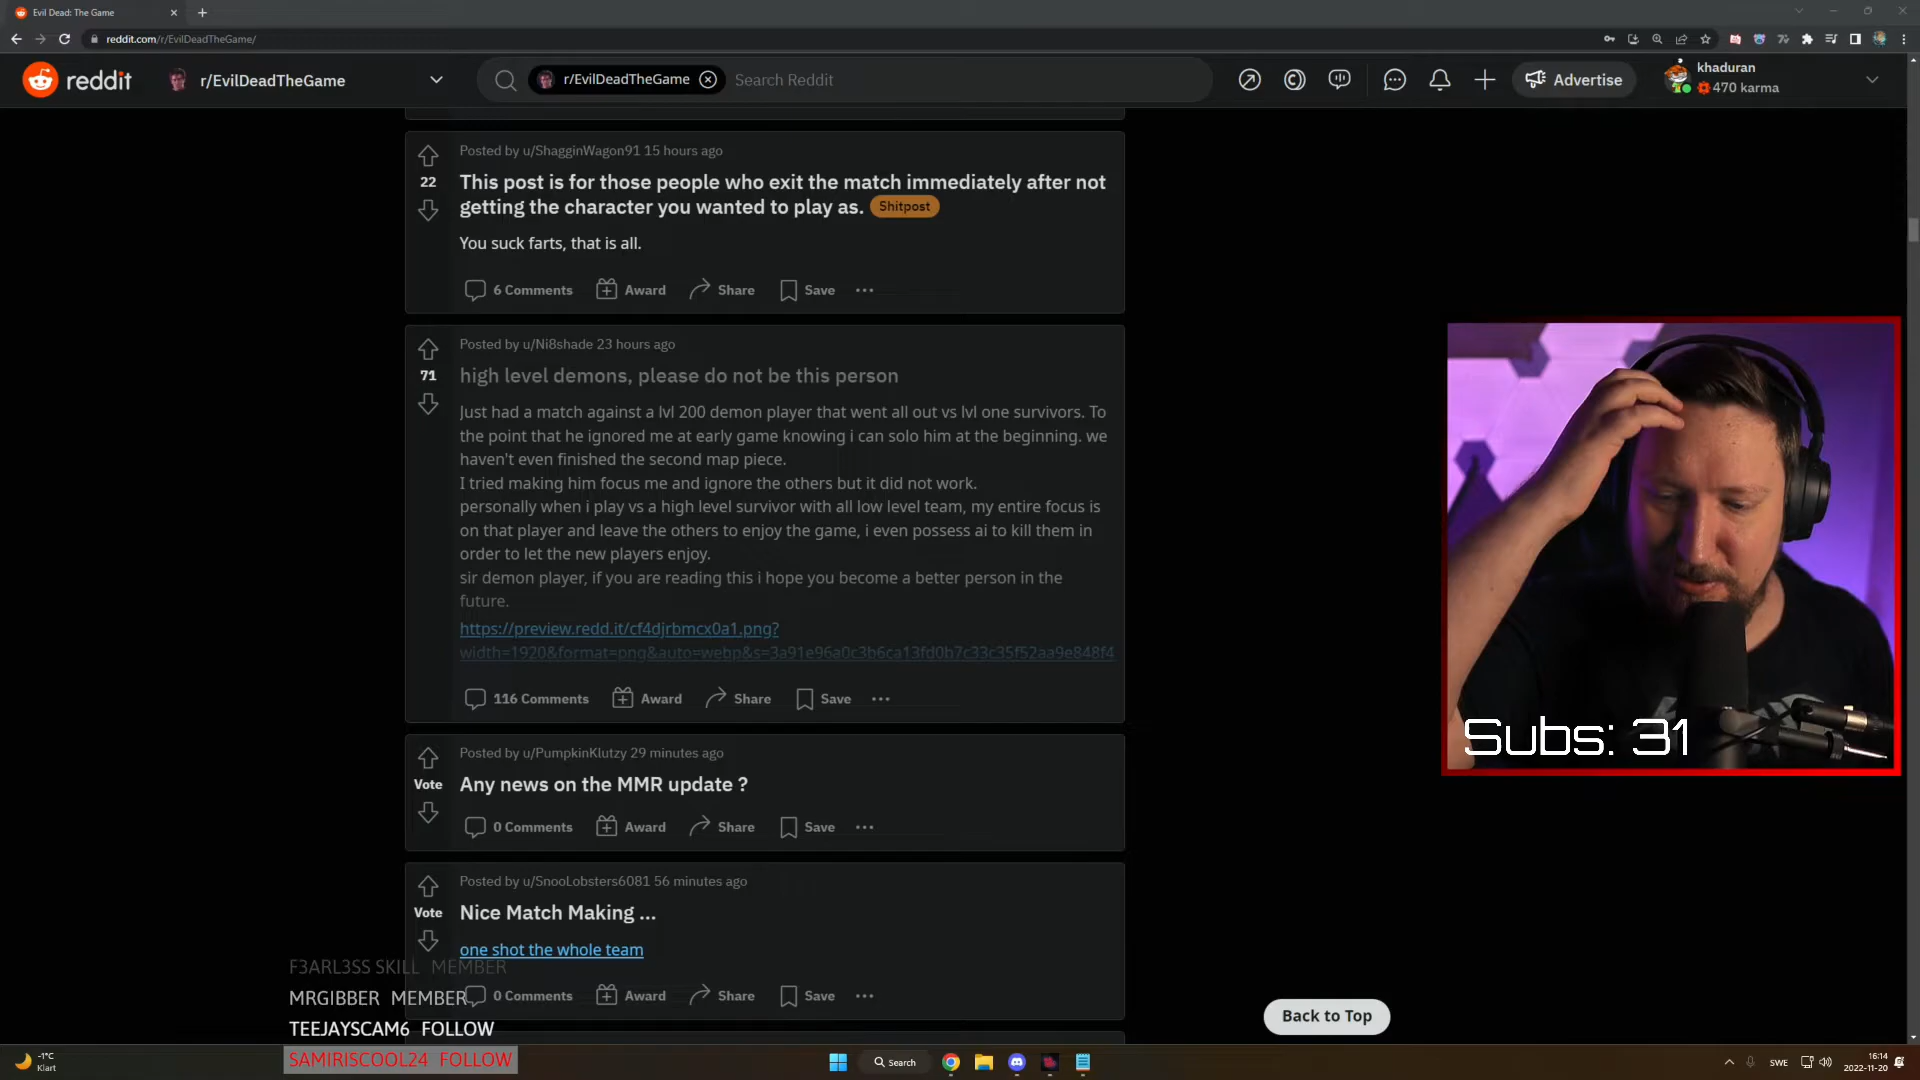 Evil Dead: The Game
reddit.com/r/EvilDeadTheGame/
reddit
r/EvilDeadTheGame
r/EvilDeadTheGame
Search Reddit
Advertise
khaduran
470 karma
Posted by u/ShagginWagon91 15 hours ago
22
This post is for those people who exit the match immediately after not
getting the character you wanted to play as. Shitpost
You suck farts, that is all.
6 Comments Award Share Save
Posted by u/Ni8shade 23 hours ago
71
high level demons, please do not be this person
Just had a match against a lvl 200 demon player that went all out vs lvl one survivors. To
the point that he ignored me at early game knowing i can solo him at the beginning. we
haven't even finished the second map piece.
I tried making him focus me and ignore the others but it did not work.
personally when i play vs a high level survivor with all low level team, my entire focus is
on that player and leave the others to enjoy the game, i even possess ai to kill them in
order to let the new players enjoy.
sir demon player, if you are reading this i hope you become a better person in the
future.
https://preview.redd.it/cf4djrbmcx0a1.png?
width=1920&format=png&auto=webp&s=3a91e96a0c3b6ca13fd0b7c33c35f52aa9e848f4
116 Comments Award Share Save
Posted by u/PumpkinKlutzy 29 minutes ago
Vote
Any news on the MMR update ?
0 Comments Award Share Save
Posted by u/SnooLobsters6081 56 minutes ago
Vote
Nice Match Making ...
one shot the whole team
0 Comments Award Share Save
Subs: 31
F3ARL3SS SKILL MEMBER
MRGIBBER MEMBER
TEEJAYSCAM6 FOLLOW
SAMIRISCOOL24 FOLLOW
Back to Top
-1°C
Klart
Search
SWE
16:14
2022-11-20